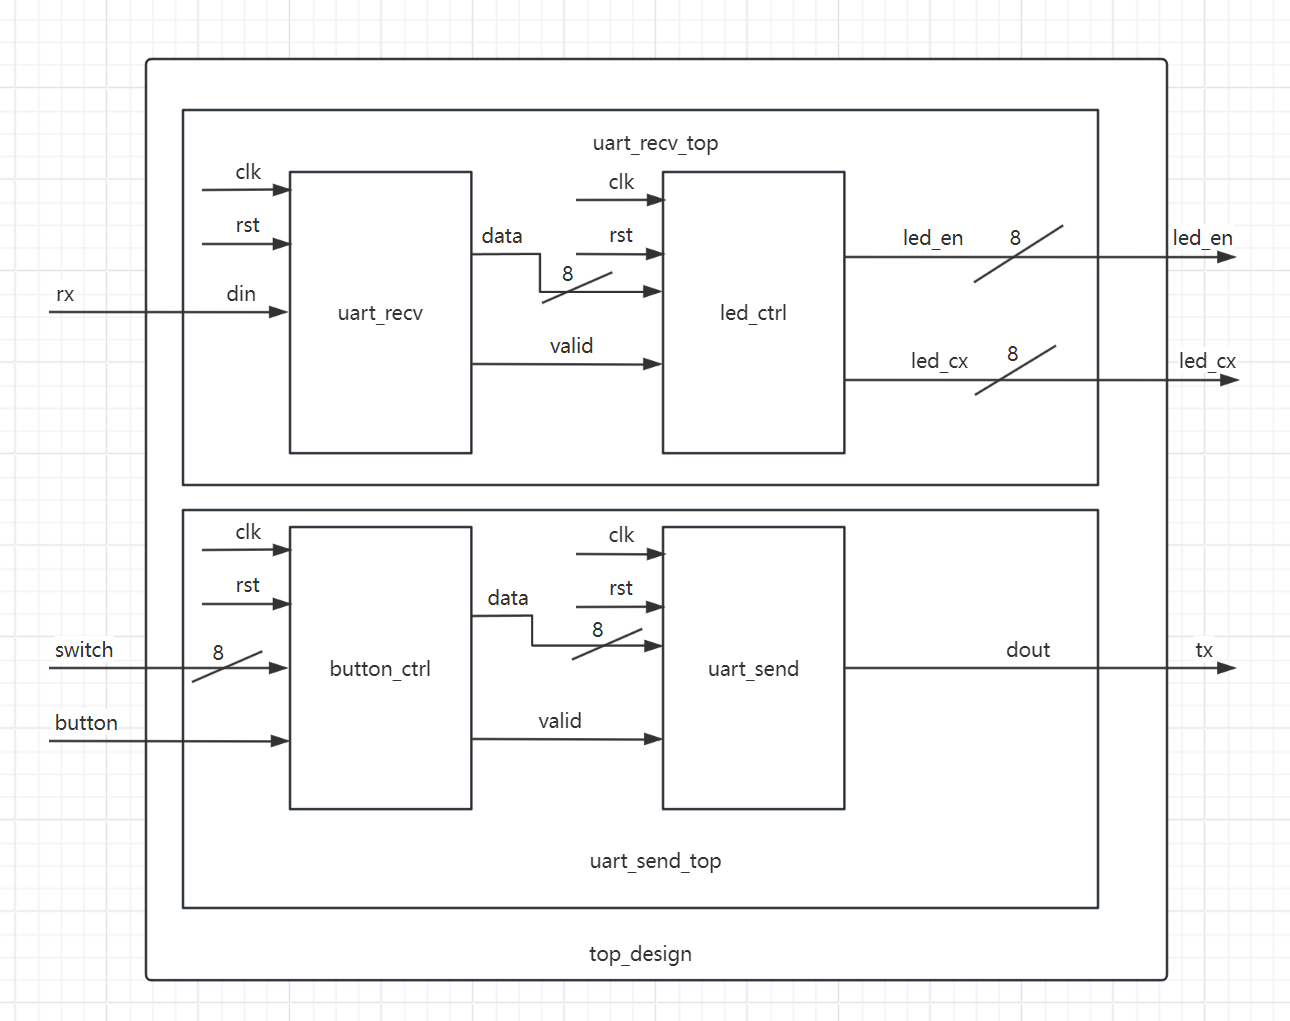 uart_recv_top
clk
clk
rst
data
rst
led_en
8
led_en
8
rx
din
uart_recv
led_ctrl
valid
led_cx
8
led_cx
clk
clk
rst
data
rst
8
switch
8
button_ctrl
uart_send
dout
tx
button
valid
uart_send_top
top_design